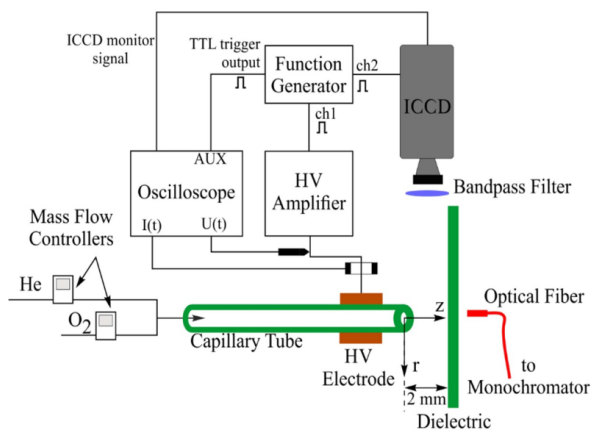 ICCD monitor
signal
TTL trigger
output
Function
Generator
ch2
ch1
ICCD
AUX
Oscilloscope
I(t)
U(t)
HV
Amplifier
Bandpass Filter
Mass Flow
Controllers
He
O2
Capillary Tube
HV
Electrode
z
r
2 mm
Dielectric
Optical Fiber
to
Monochromator